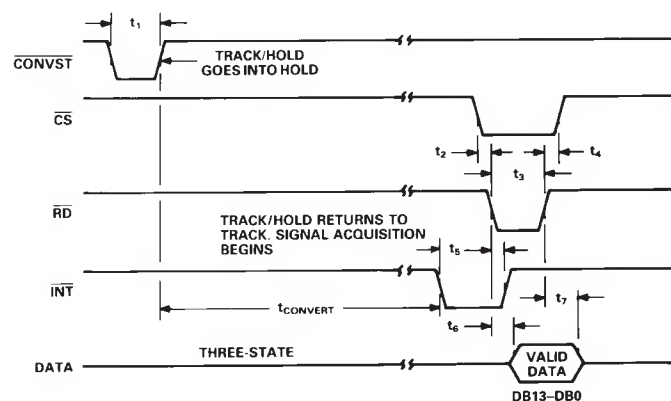 t1
CONVST
TRACK/HOLD
GOES INTO HOLD
CS
t2
t4
t3
RD
TRACK/HOLD RETURNS TO
TRACK. SIGNAL ACQUISITION
BEGINS
t5
INT
t7
tCONVERT
t6
THREE-STATE
DATA
VALID
DATA
DB13–DB0